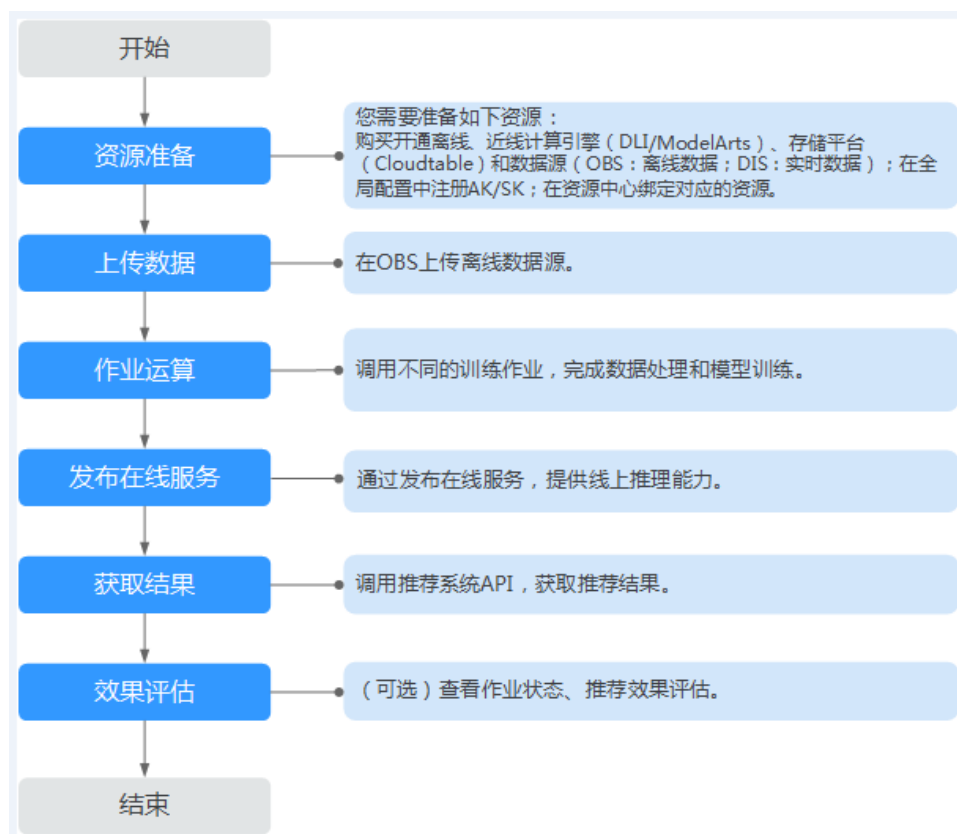 开始
资源准备
您需要准备如下资源：
购买开通离线、近线计算引擎（DLI/ModelArts）、存储平台
（Cloudtable）和数据源（OBS：离线数据；DIS：实时数据）；在全
局配置中注册AK/SK；在资源中心绑定对应的资源。
上传数据
在OBS上传离线数据源。
作业运算
调用不同的训练作业，完成数据处理和模型训练。
发布在线服务
通过发布在线服务，提供线上推理能力。
获取结果
调用推荐系统API，获取推荐结果。
效果评估
（可选）查看作业状态、推荐效果评估。
结束